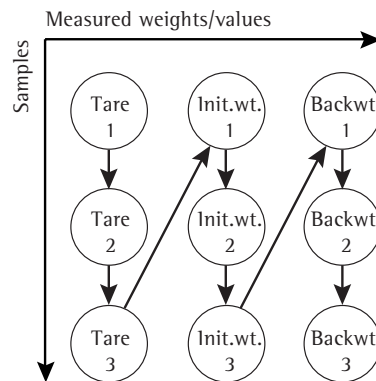 Measured weights/values
Samples
Tare
1
Init.wt.
1
Backwt
1
Tare
2
Init.wt.
2
Backwt
2
Tare
3
Init.wt.
3
Backwt
3